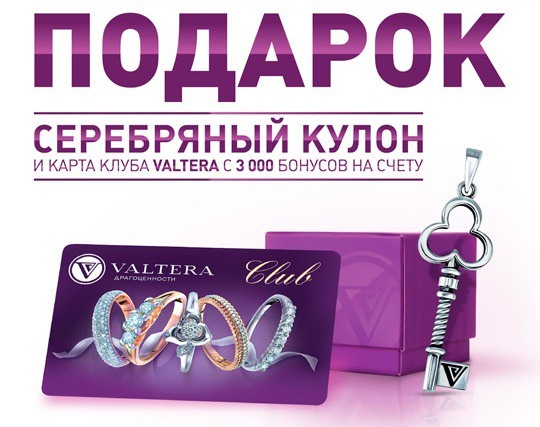 ПОДАРОК
СЕРЕБРЯНЫЙ КУЛОН
И КАРТА КЛУБА VALTERA С 3 000 БОНУСОВ НА СЧЕТУ
VALTERA
ДРАГОЦЕННОСТИ
Club